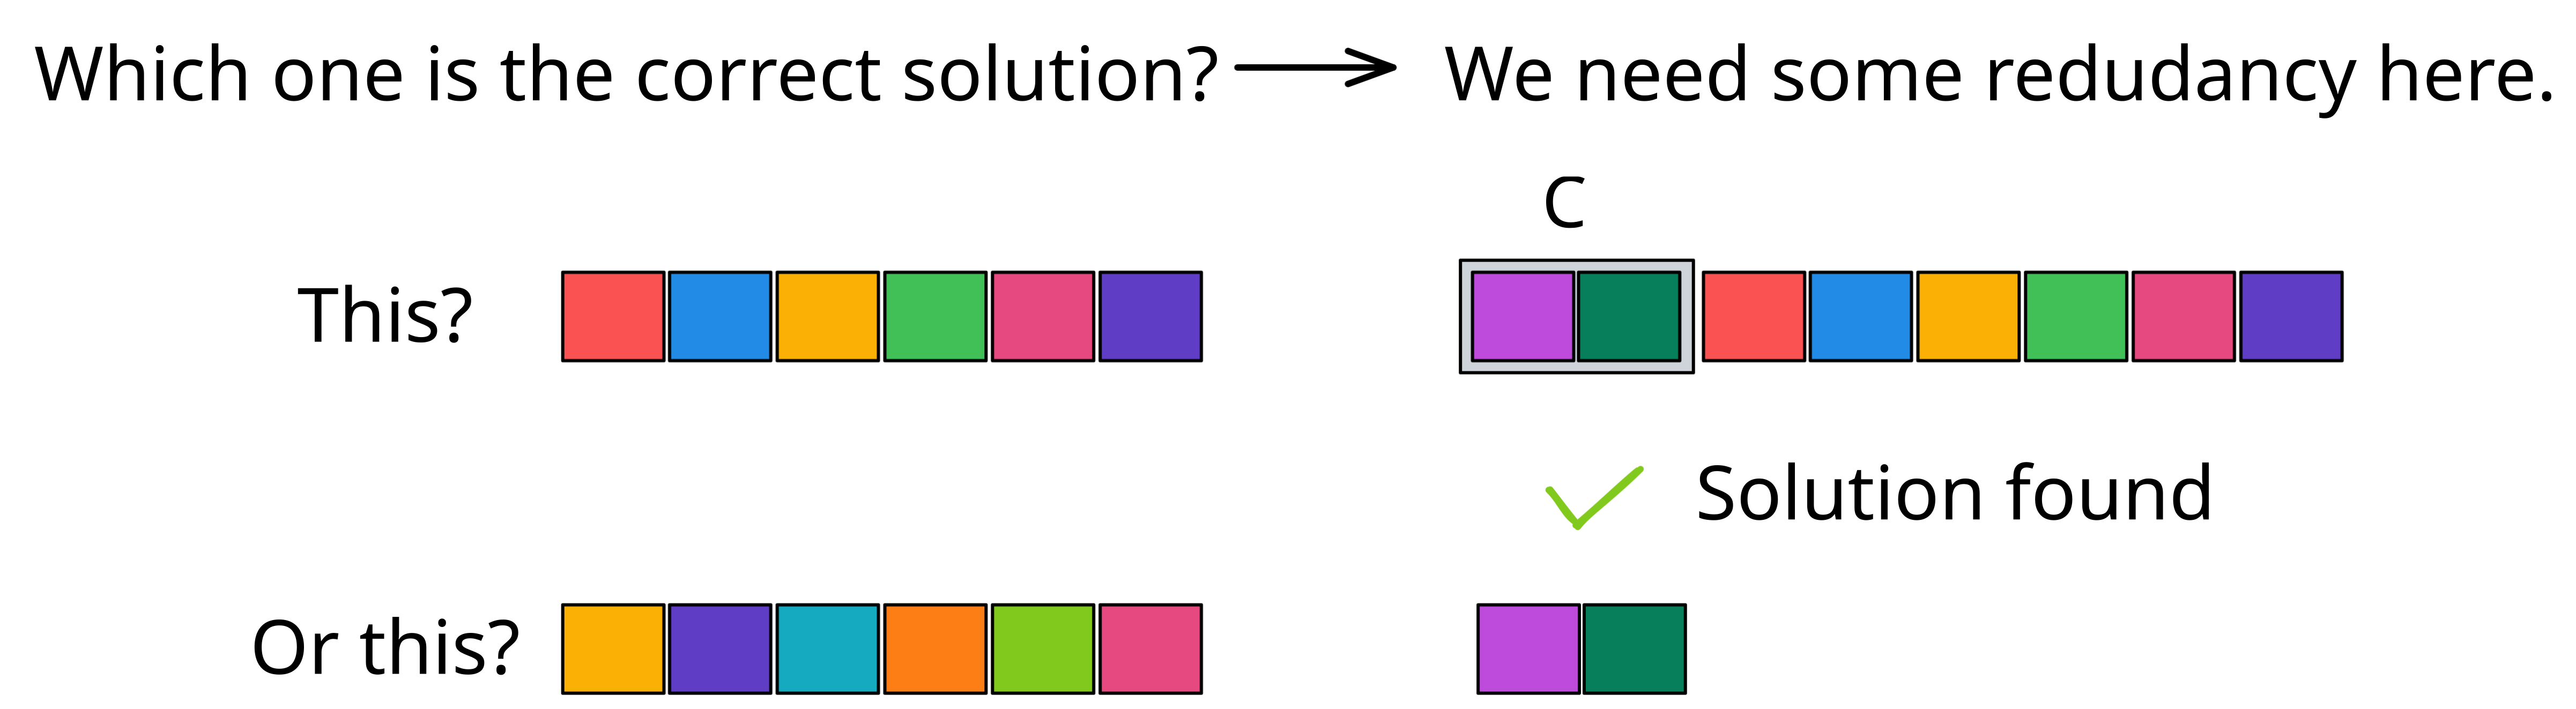 Which one is the correct solution? We need some redudancy here.
C
This?
Solution found
Or this?